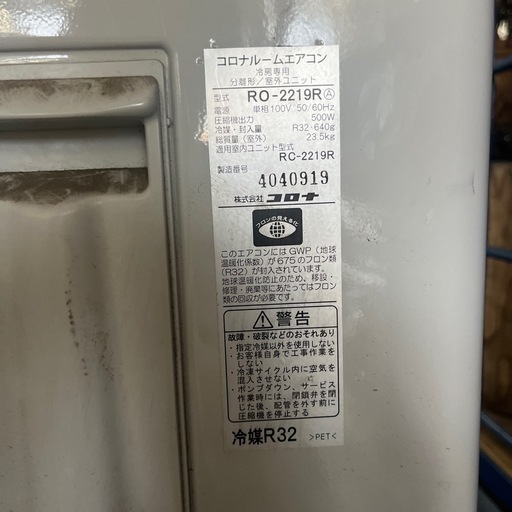 コロナルームエアコン
冷房専用
分離形／室外ユニット
型式 RO-2219R Ⓐ
電源 単相100V 50/60Hz
圧縮機出力 500W
冷媒・封入量 R32・640g
総質量（室外） 23.5kg
適用室内ユニット型式
RC-2219R
製造番号
4040919
株式会社 コロナ
フロンの見える化
このエアコンにはGWP（地球
温暖化係数）が675のフロン類
(R32）が封入されています。
地球温暖化防止のため、移設・
修理・廃棄等にあたってはフロン
類の回収が必要です。
警告
故障・破裂などのおそれあり
・指定冷媒以外を使用しない
・お客様自身で工事作業を
しない
・冷凍サイクル内に空気を
混入させない
・ポンプダウン、サービス
作業時には、閉鎖弁を閉
じた後、配管を外す前に
圧縮機を停止する
冷媒R32 >PET<